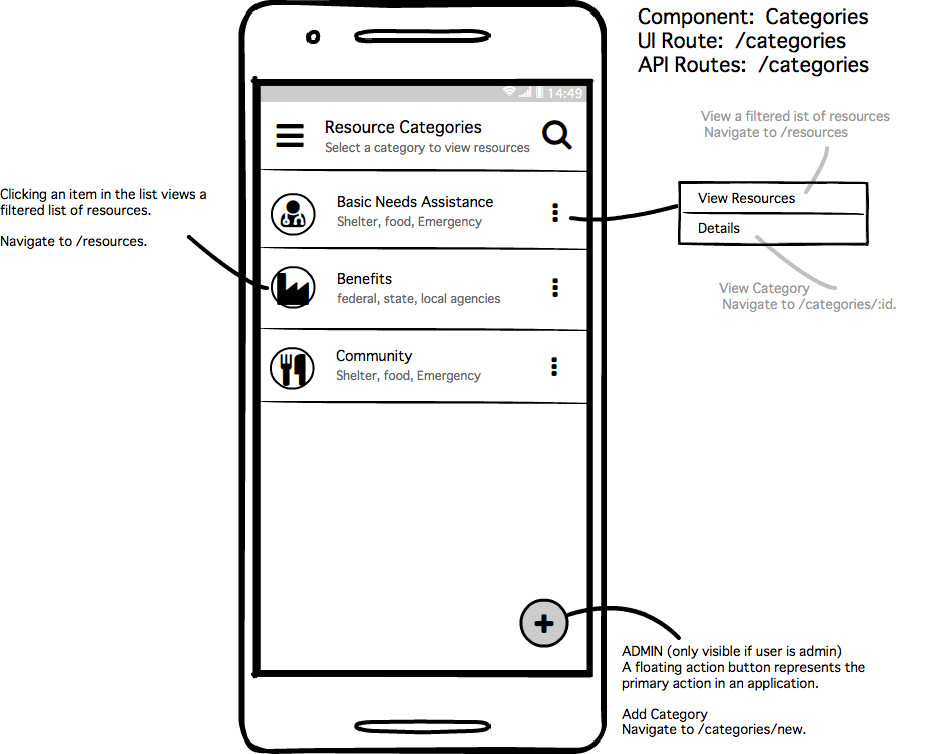 Component: Categories
UI Route: /categories
API Routes: /categories
14:49
Resource Categories
Select a category to view resources
View a filtered ist of resources
Navigate to /resources
Clicking an item in the list views a
filtered list of resources.
Navigate to /resources.
Basic Needs Assistance
Shelter, food, Emergency
View Resources
Details
Benefits
federal, state, local agencies
View Category
Navigate to /categories/:id.
Community
Shelter, food, Emergency
ADMIN (only visible if user is admin)
A floating action button represents the
primary action in an application.
Add Category
Navigate to /categories/new.